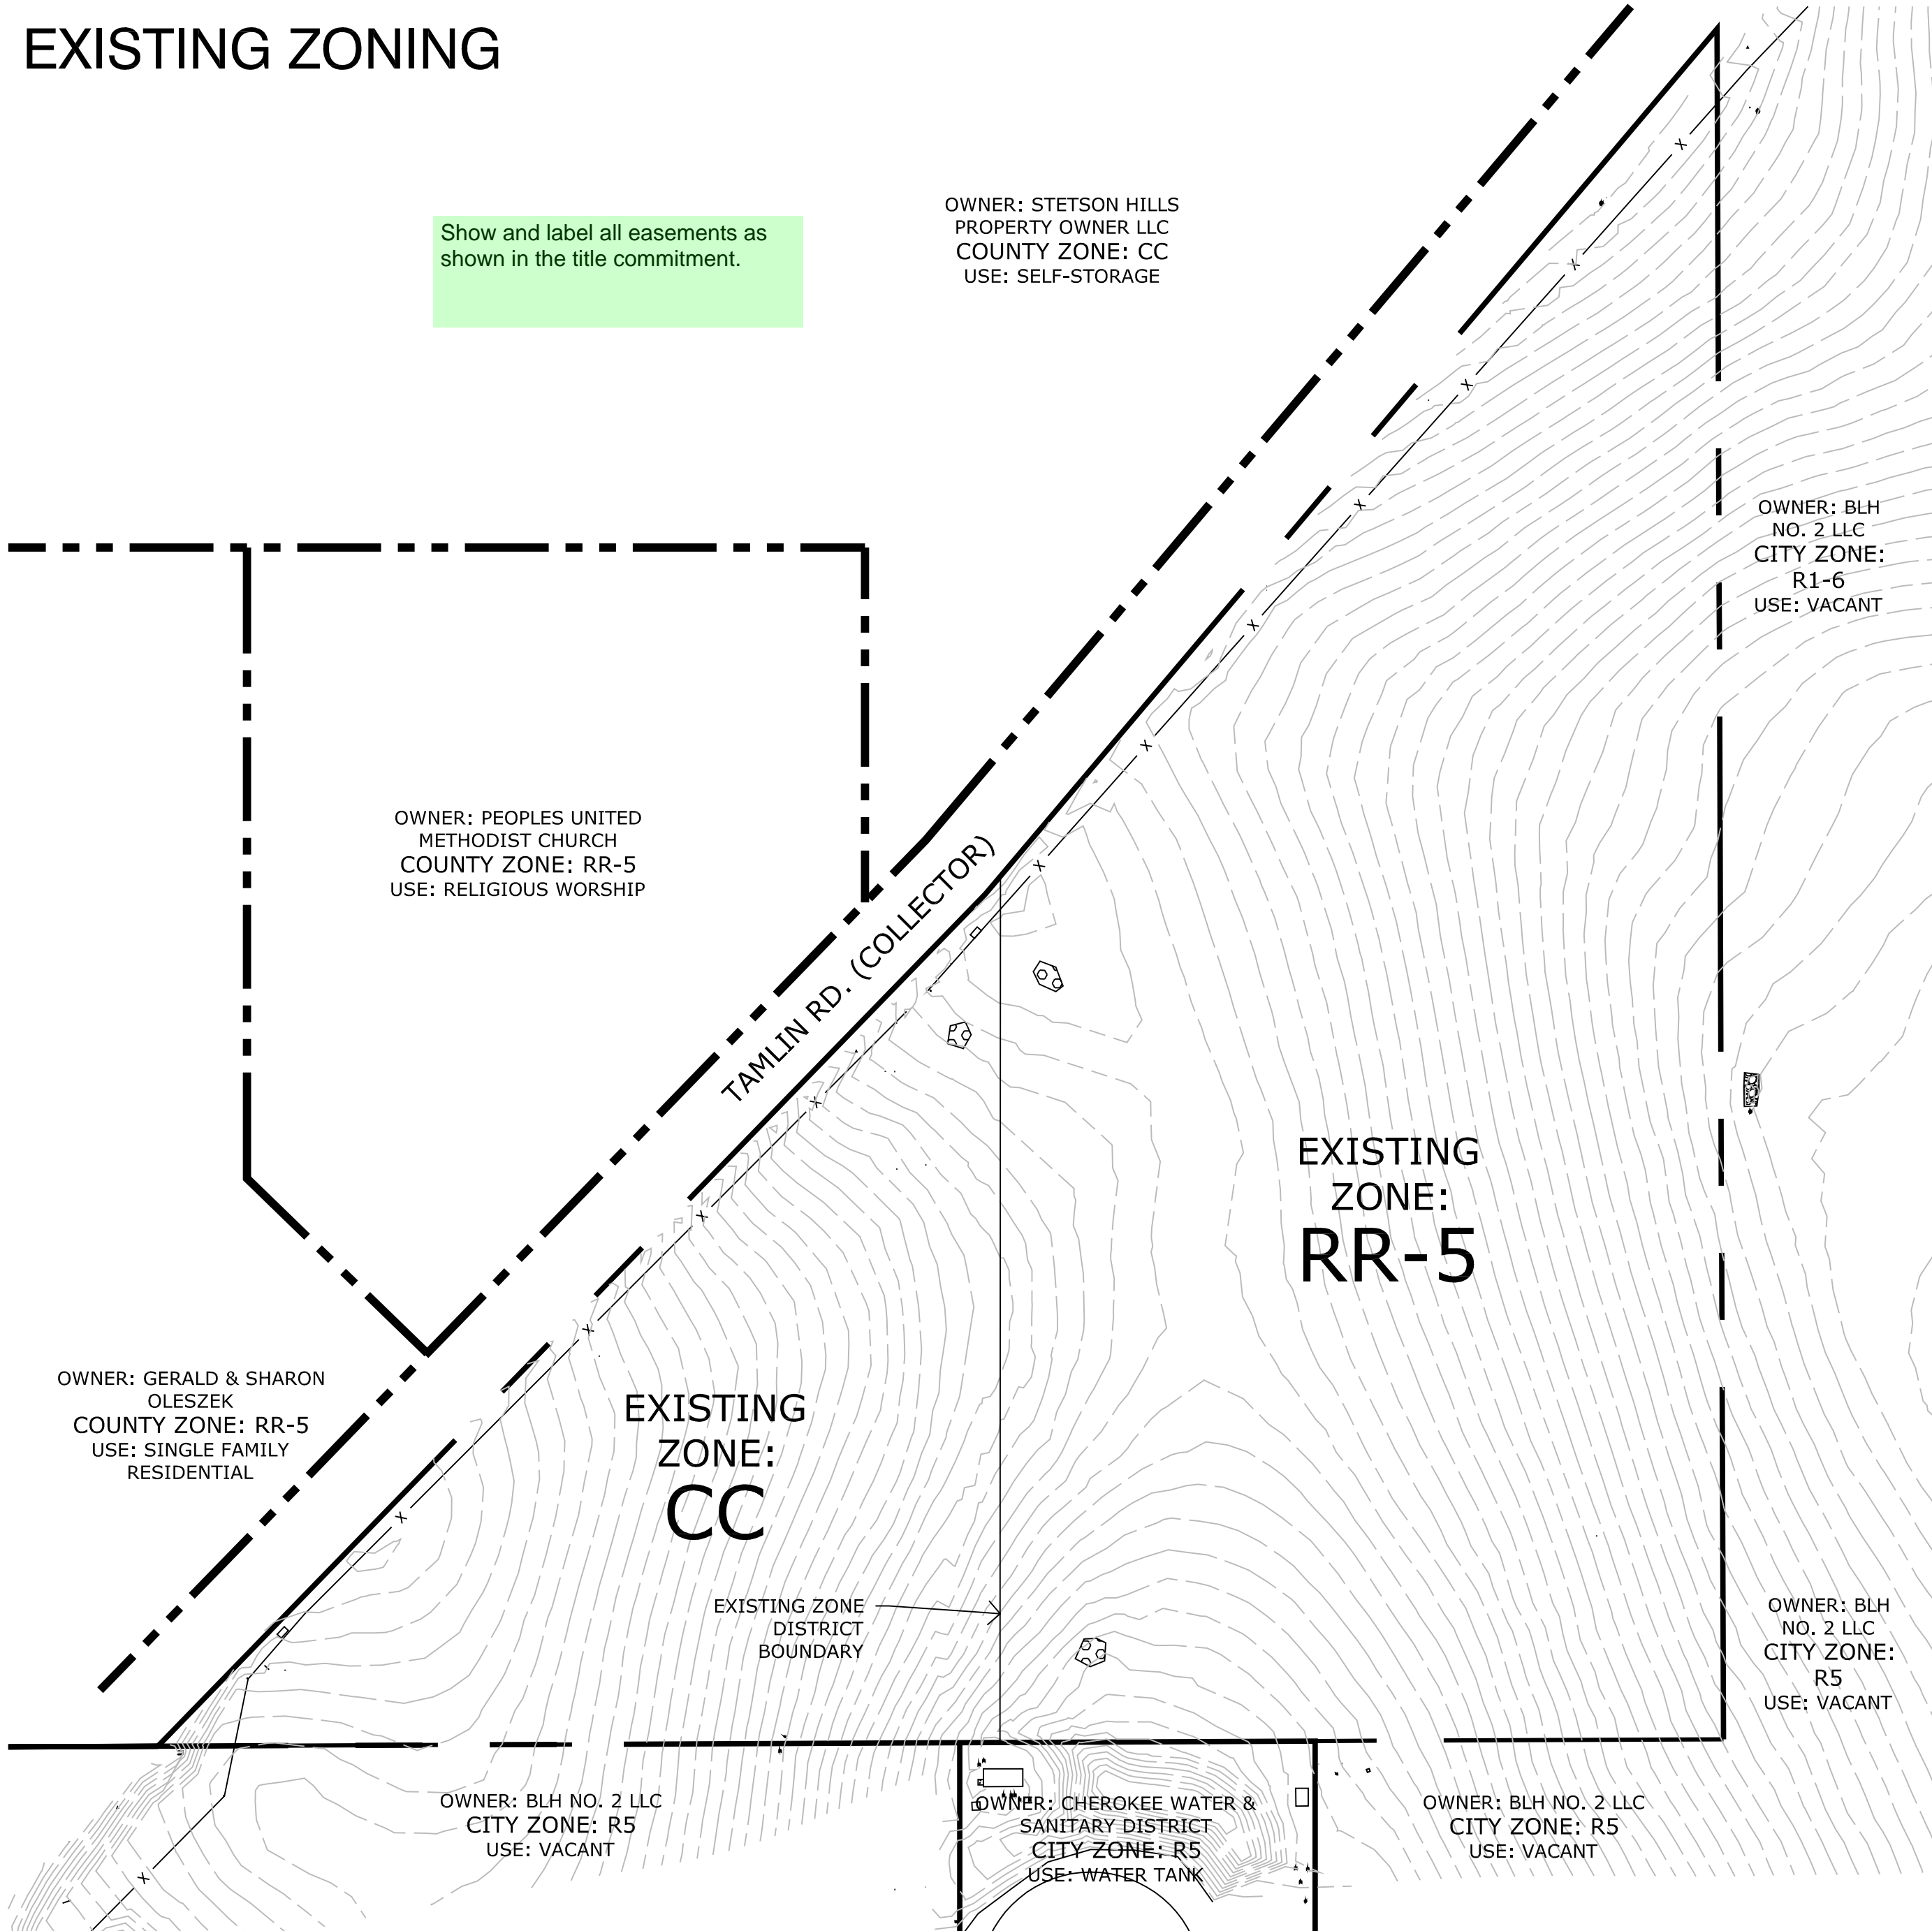 EXISTING ZONING
Show and label all easements as
shown in the title commitment.
OWNER: STETSON HILLS
PROPERTY OWNER LLC
COUNTY ZONE: CC
USE: SELF-STORAGE
OWNER: BLH
NO. 2 LLC
CITY ZONE:
R1-6
USE: VACANT
OWNER: PEOPLES UNITED
METHODIST CHURCH
COUNTY ZONE: RR-5
USE: RELIGIOUS WORSHIP
TAMLIN RD. (COLLECTOR)
EXISTING
ZONE:
RR-5
OWNER: GERALD & SHARON
OLESZEK
COUNTY ZONE: RR-5
USE: SINGLE FAMILY
RESIDENTIAL
EXISTING
ZONE:
CC
EXISTING ZONE
DISTRICT
BOUNDARY
OWNER: BLH
NO. 2 LLC
CITY ZONE:
R5
USE: VACANT
OWNER: BLH NO. 2 LLC
CITY ZONE: R5
USE: VACANT
OWNER: CHEROKEE WATER &
SANITARY DISTRICT
CITY ZONE: R5
USE: WATER TANK
OWNER: BLH NO. 2 LLC
CITY ZONE: R5
USE: VACANT